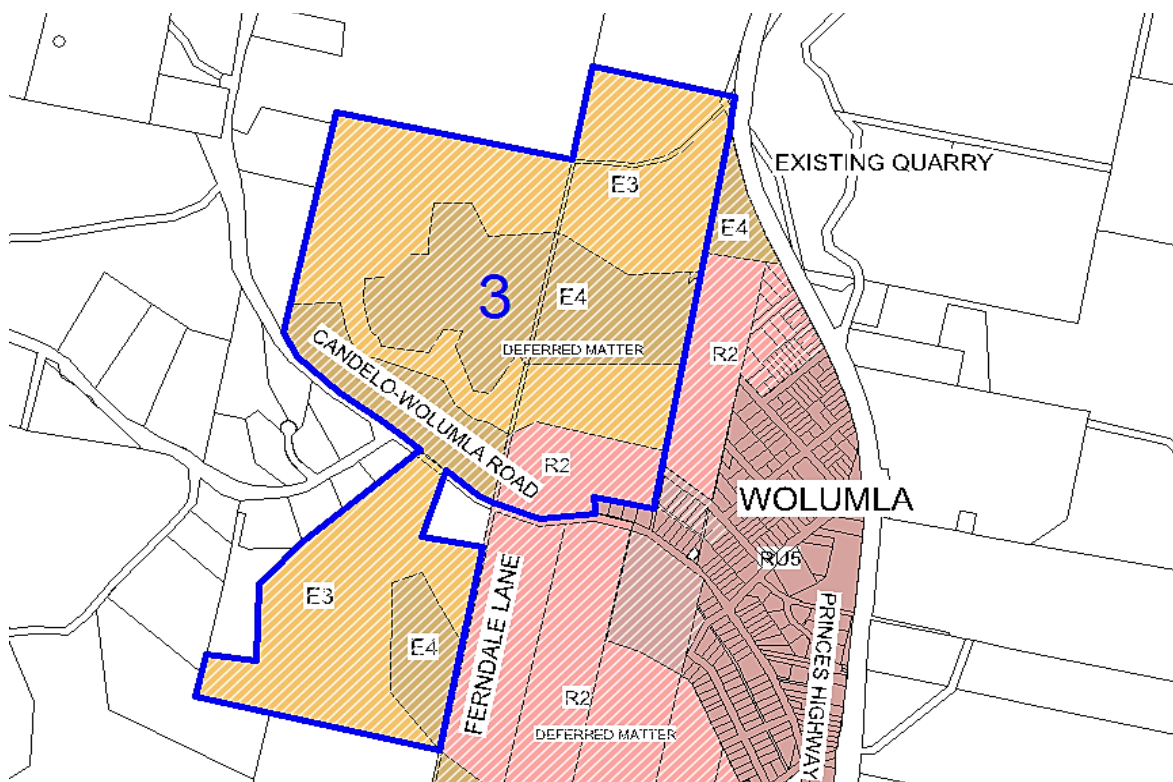 EXISTING QUARRY
E3
E4
3
E4
DEFERRED MATTER
R2
CANDELO-WOLUMLA ROAD
R2
WOLUMLA
RU5
E3
E4
FERNDALE LANE
PRINCES HIGHWAY
R2
DEFERRED MATTER